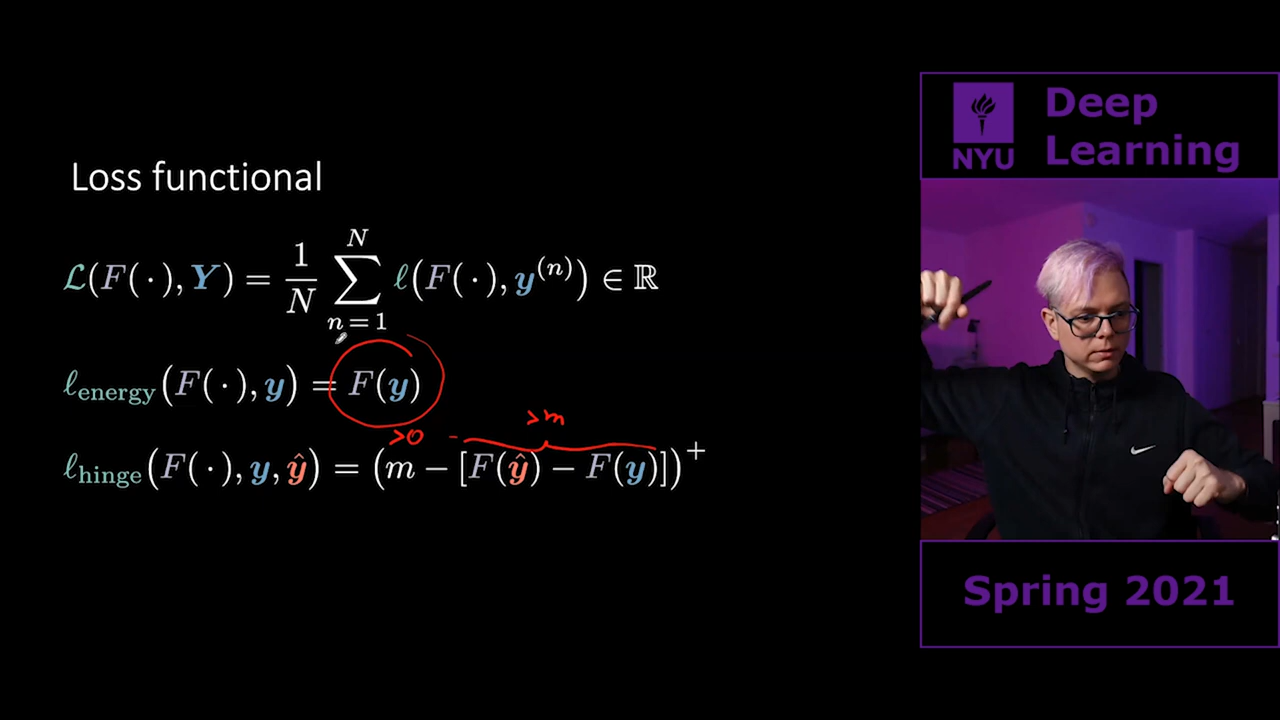 Loss functional
ℒ(F(·), Y) = 1/N ∑_{n=1}^{N} ℓ(F(·), y^{(n)}) ∈ ℝ
ℓ_energy(F(·), y) = F(y)
>0 - >m
ℓ_hinge(F(·), y, ŷ) = (m − [F(ŷ) − F(y)])⁺
NYU
Deep
Learning
Spring 2021